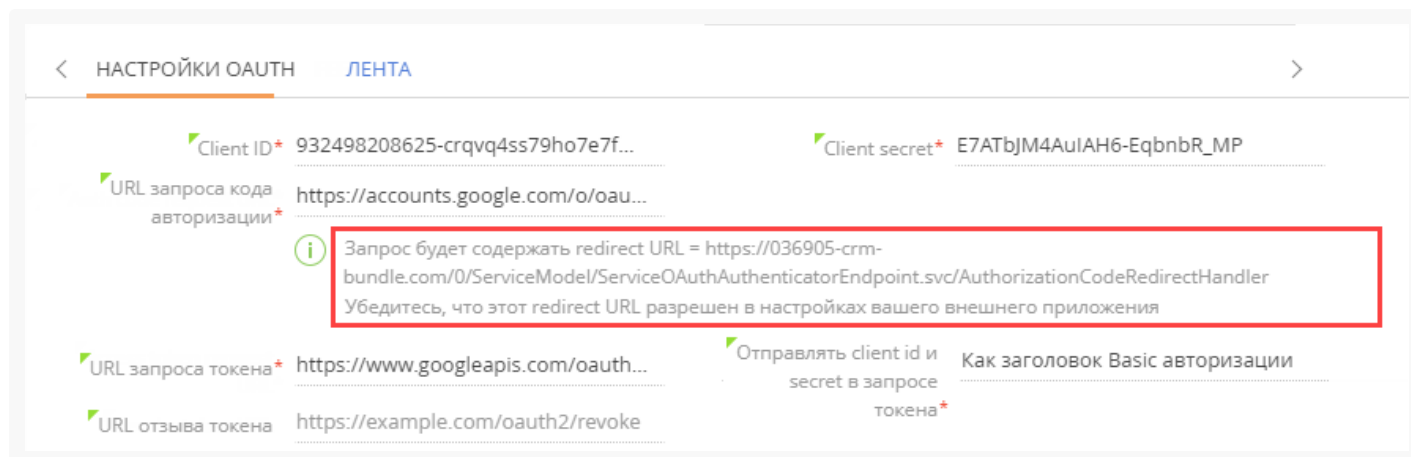 НАСТРОЙКИ OAUTH ЛЕНТА
Client ID* 932498208625-crqvq4ss79ho7e7f...
Client secret* E7ATbJM4AuIAH6-EqbnbR_MP
URL запроса кода
авторизации*
https://accounts.google.com/o/oau...
Запрос будет содержать redirect URL = https://036905-crm-
bundle.com/0/ServiceModel/ServiceOAuthAuthenticatorEndpoint.svc/AuthorizationCodeRedirectHandler
Убедитесь, что этот redirect URL разрешен в настройках вашего внешнего приложения
URL запроса токена* https://www.googleapis.com/oauth...
Отправлять client id и
secret в запросе
токена*
Как заголовок Basic авторизации
URL отзыва токена https://example.com/oauth2/revoke